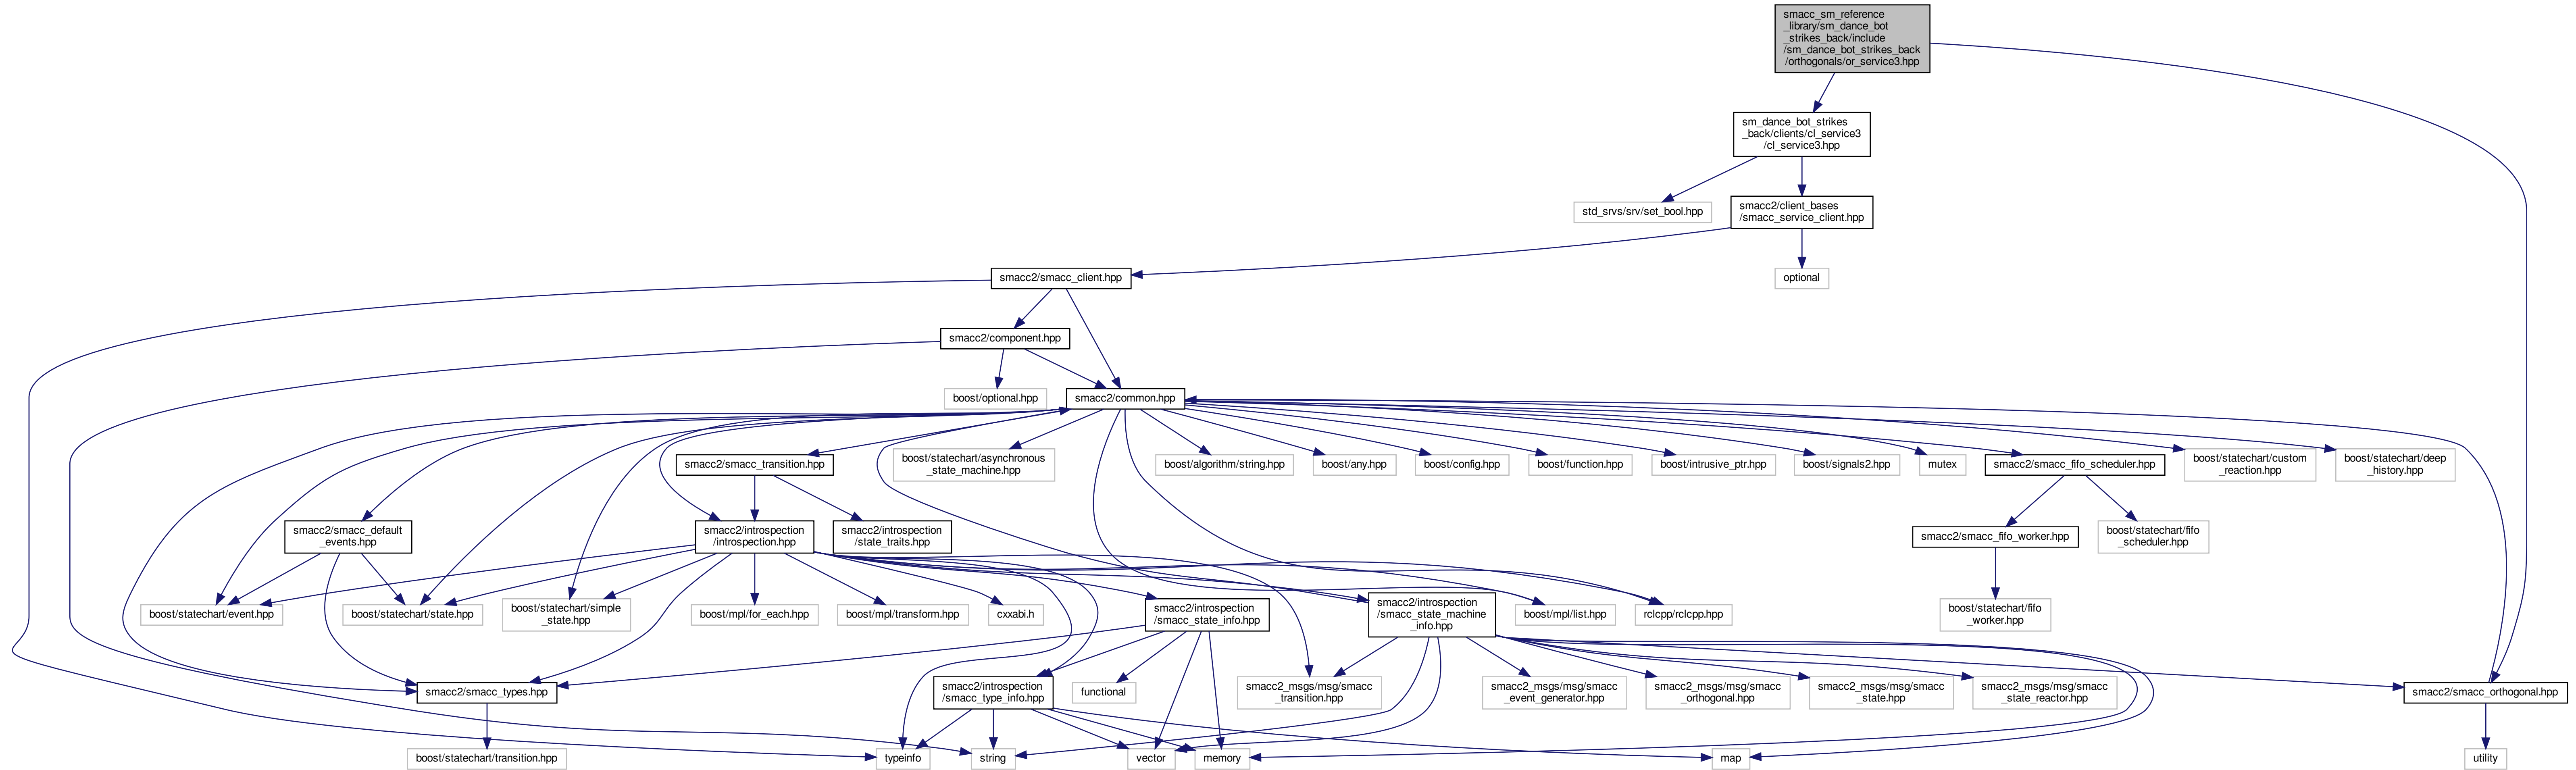 smacc_sm_reference
_library/sm_dance_bot
_strikes_back/include
/sm_dance_bot_strikes_back
/orthogonals/or_service3.hpp
sm_dance_bot_strikes
_back/clients/cl_service3
/cl_service3.hpp
std_srvs/srv/set_bool.hpp
smacc2/client_bases
/smacc_service_client.hpp
smacc2/smacc_client.hpp
optional
smacc2/component.hpp
boost/optional.hpp
smacc2/common.hpp
smacc2/smacc_transition.hpp
boost/statechart/asynchronous
_state_machine.hpp
boost/algorithm/string.hpp
boost/any.hpp
boost/config.hpp
boost/function.hpp
boost/intrusive_ptr.hpp
boost/signals2.hpp
mutex
smacc2/smacc_fifo_scheduler.hpp
boost/statechart/custom
_reaction.hpp
boost/statechart/deep
_history.hpp
smacc2/smacc_default
_events.hpp
smacc2/introspection
/introspection.hpp
smacc2/introspection
/state_traits.hpp
smacc2/smacc_fifo_worker.hpp
boost/statechart/fifo
_scheduler.hpp
boost/statechart/event.hpp
boost/statechart/state.hpp
boost/statechart/simple
_state.hpp
boost/mpl/for_each.hpp
boost/mpl/transform.hpp
cxxabi.h
smacc2/introspection
/smacc_state_info.hpp
smacc2/introspection
/smacc_state_machine
_info.hpp
boost/mpl/list.hpp
rclcpp/rclcpp.hpp
boost/statechart/fifo
_worker.hpp
smacc2/smacc_types.hpp
smacc2/introspection
/smacc_type_info.hpp
functional
smacc2_msgs/msg/smacc
_transition.hpp
smacc2_msgs/msg/smacc
_event_generator.hpp
smacc2_msgs/msg/smacc
_orthogonal.hpp
smacc2_msgs/msg/smacc
_state.hpp
smacc2_msgs/msg/smacc
_state_reactor.hpp
smacc2/smacc_orthogonal.hpp
boost/statechart/transition.hpp
typeinfo
string
vector
memory
map
utility